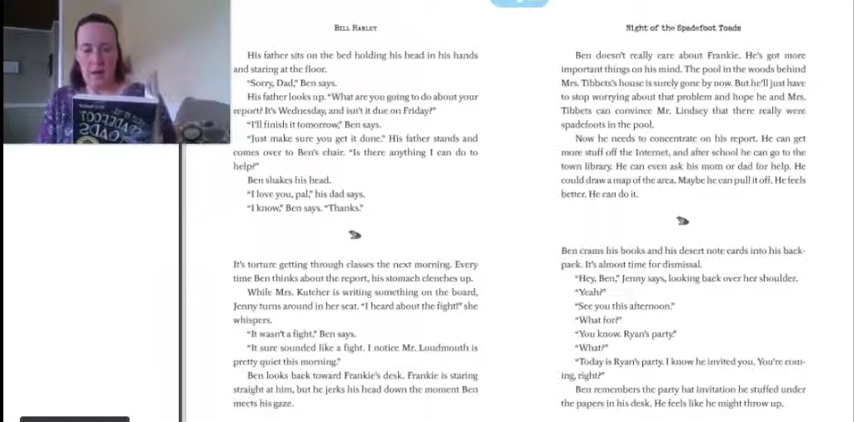 BILL HARLEY
His father sits on the bed holding his head in his hands
and staring at the floor.
"Sorry, Dad," Ben says.
His father looks up. "What are you going to do about your
report? It's Wednesday, and isn't it due on Friday?"
"I'll finish it tomorrow," Ben says.
"Just make sure you get it done." His father stands and
comes over to Ben's chair. "Is there anything I can do to
help?"
Ben shakes his head.
"I love you, pal," his dad says.
"I know," Ben says. "Thanks."
It's torture getting through classes the next morning. Every
time Ben thinks about the report, his stomach clenches up.
While Mrs. Kutcher is writing something on the board,
Jenny turns around in her seat. "I heard about the fight!" she
whispers.
"It wasn't a fight," Ben says.
"It sure sounded like a fight. I notice Mr. Loudmouth is
pretty quiet this morning."
Ben looks back toward Frankie's desk. Frankie is staring
straight at him, but he jerks his head down the moment Ben
meets his gaze.
Night of the Spadefoot Toads
Ben doesn't really care about Frankie. He's got more
important things on his mind. The pool in the woods behind
Mrs. Tibbets's house is surely gone by now. But he'll just have
to stop worrying about that problem and hope he and Mrs.
Tibbets can convince Mr. Lindsey that there really were
spadefoots in the pool.
Now he needs to concentrate on his report. He can get
more stuff off the Internet, and after school he can go to the
town library. He can even ask his mom or dad for help. He
could draw a map of the area. Maybe he can pull it off. He feels
better. He can do it.
Ben crams his books and his desert note cards into his back-
pack. It's almost time for dismissal.
"Hey, Ben," Jenny says, looking back over her shoulder.
"Yeah?"
"See you this afternoon."
"What for?"
"You know. Ryan's party."
"What?"
"Today is Ryan's party. I know he invited you. You're com-
ing, right?"
Ben remembers the party hat invitation he stuffed under
the papers in his desk. He feels like he might throw up.